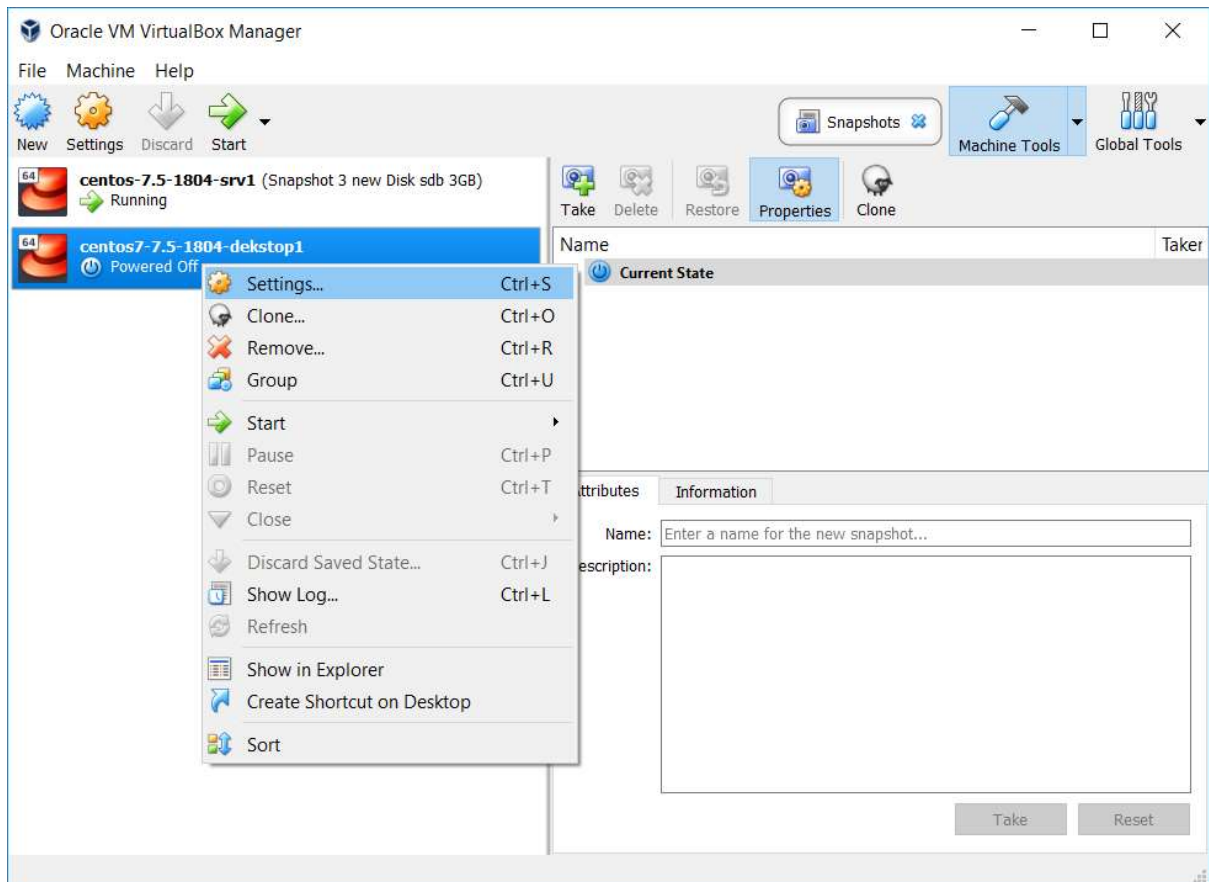 Oracle VM VirtualBox Manager
File Machine Help
New Settings Discard Start
Snapshots
Machine Tools
Global Tools
64
centos-7.5-1804-srv1 (Snapshot 3 new Disk sdb 3GB)
Running
64
centos7-7.5-1804-dekstop1
Powered Off
Settings... Ctrl+S
Clone... Ctrl+O
Remove... Ctrl+R
Group Ctrl+U
Start
Pause Ctrl+P
Reset Ctrl+T
Close
Discard Saved State... Ctrl+J
Show Log... Ctrl+L
Refresh
Show in Explorer
Create Shortcut on Desktop
Sort
Take Delete Restore Properties Clone
Name Taker
Current State
ttributes Information
Name: Enter a name for the new snapshot...
escription:
Take Reset